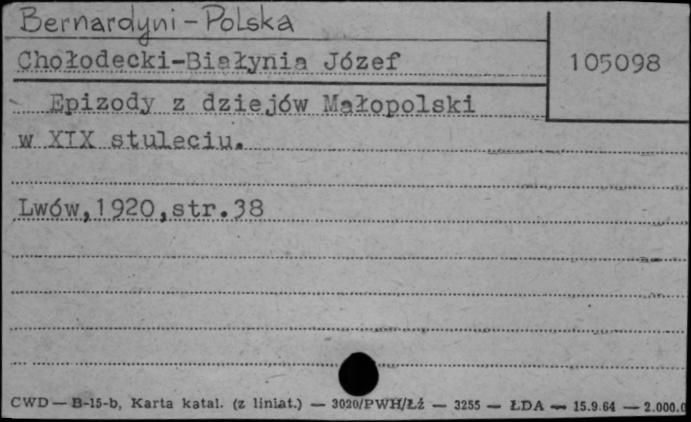 Bernardyni - Polska
Chołodecki-Białynia Józef
105098
Epizody z dziejów Małopolski
w XIX stuleciu.
Lwów,1920,str.38
CWD — B-15-b, Karta katal. (z liniat.) — 3020/PWH/Łź — 3255 — ŁDA — 15.9.64 — 2.000.0